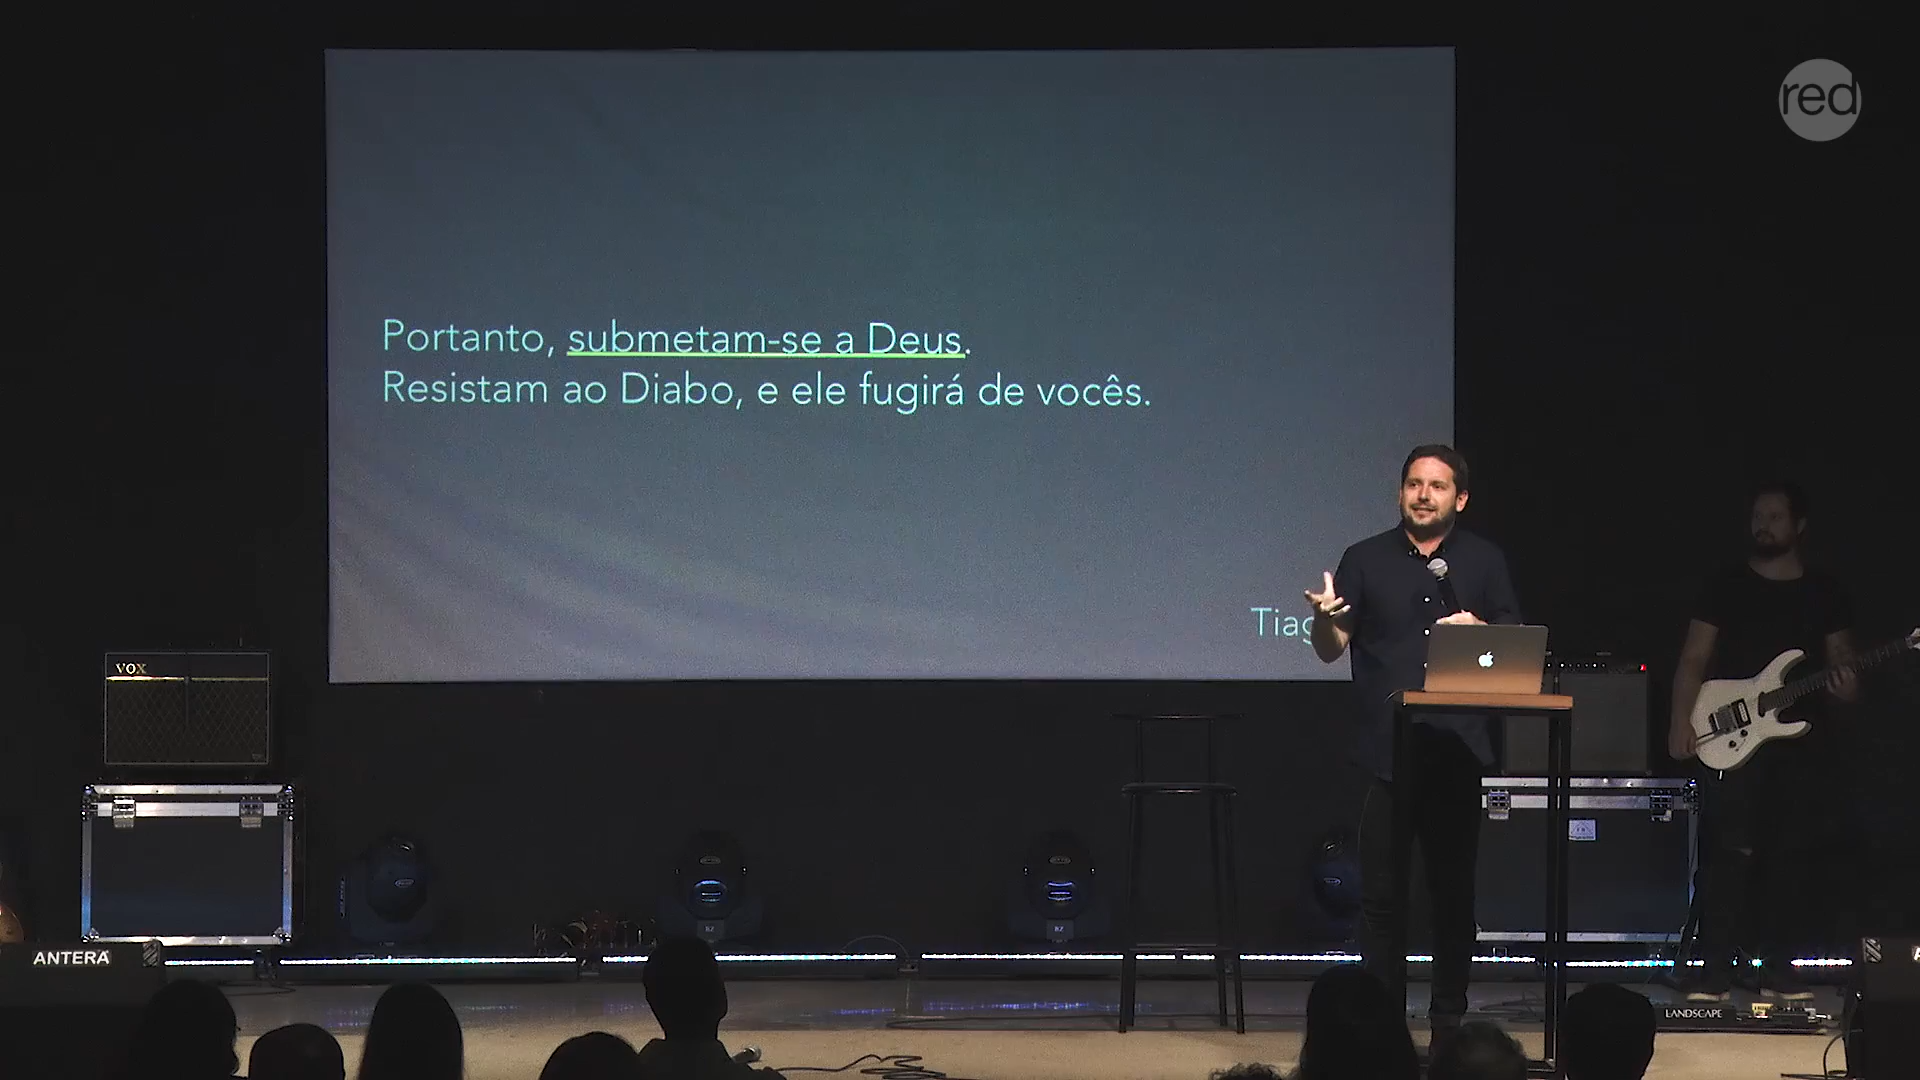 red
Portanto, submetam-se a Deus.
Resistam ao Diabo, e ele fugirá de vocês.
VOX
ANTERA
LANDSCAPE